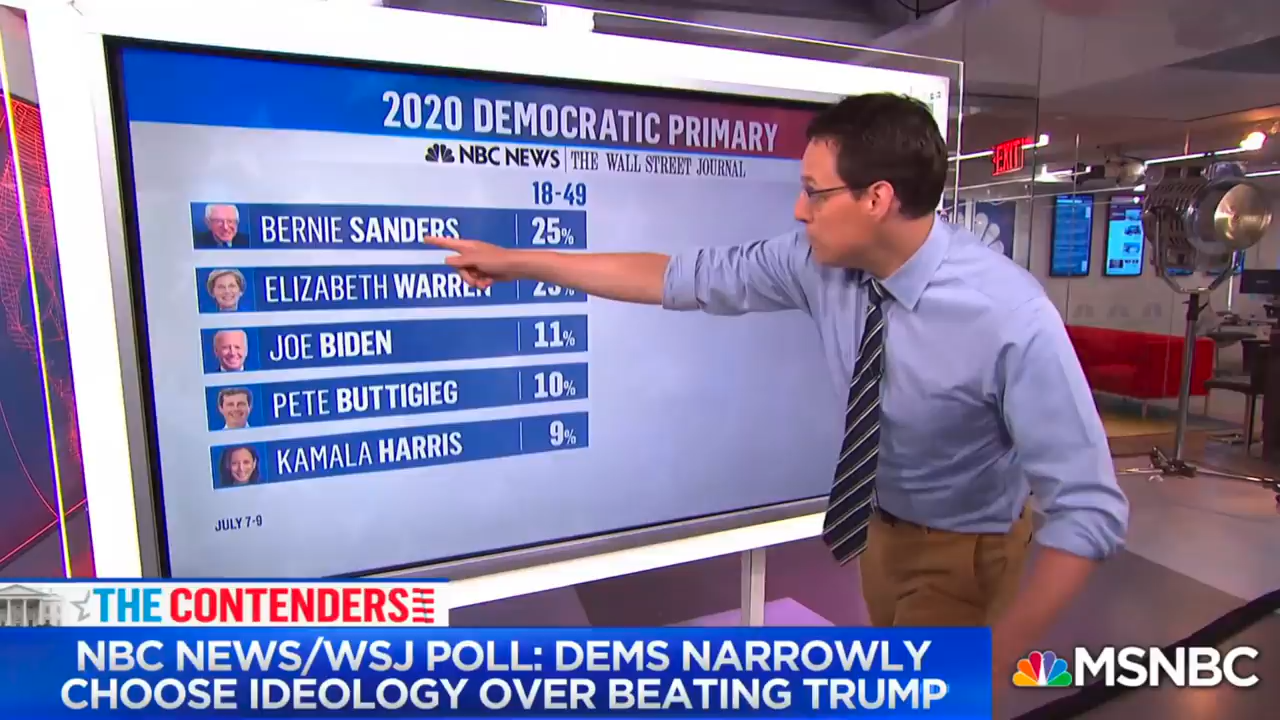 2020 DEMOCRATIC PRIMARY
NBC NEWS | THE WALL STREET JOURNAL
18-49
BERNIE SANDERS 25%
ELIZABETH WARREN
JOE BIDEN 11%
PETE BUTTIGIEG 10%
KAMALA HARRIS 9%
JULY 7-9
EXIT
THE CONTENDERS
NBC NEWS/WSJ POLL: DEMS NARROWLY
CHOOSE IDEOLOGY OVER BEATING TRUMP
MSNBC